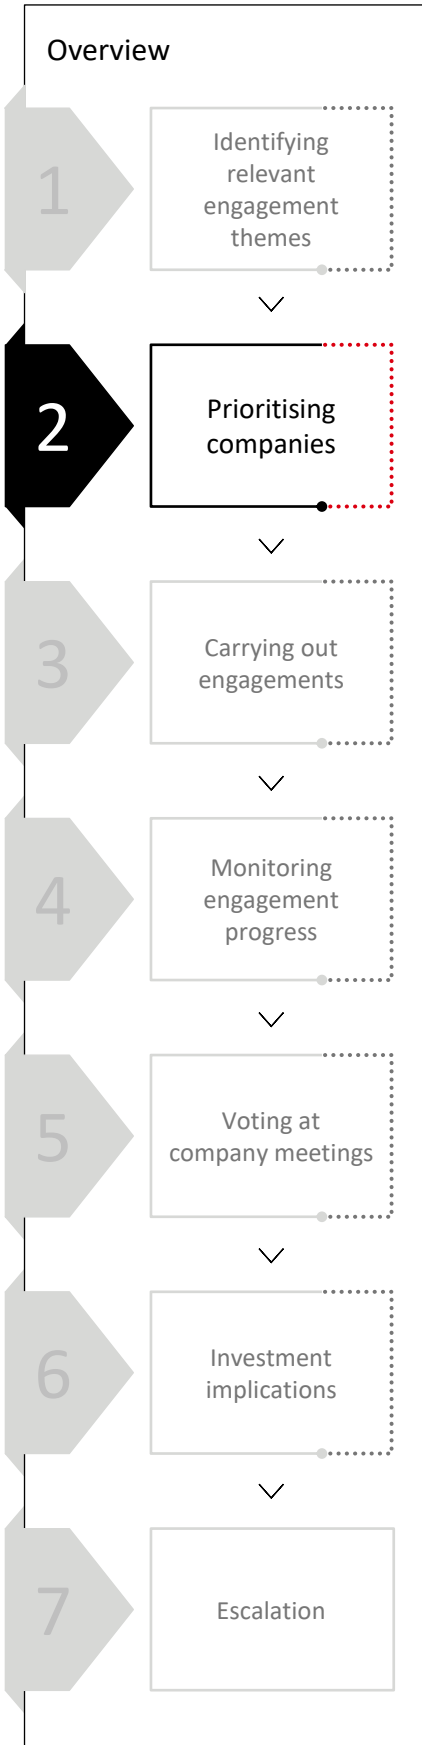 Overview
1
Identifying
relevant
engagement
themes
2
Prioritising
companies
3
Carrying out
engagements
4
Monitoring
engagement
progress
5
Voting at
company meetings
6
Investment
implications
7
Escalation